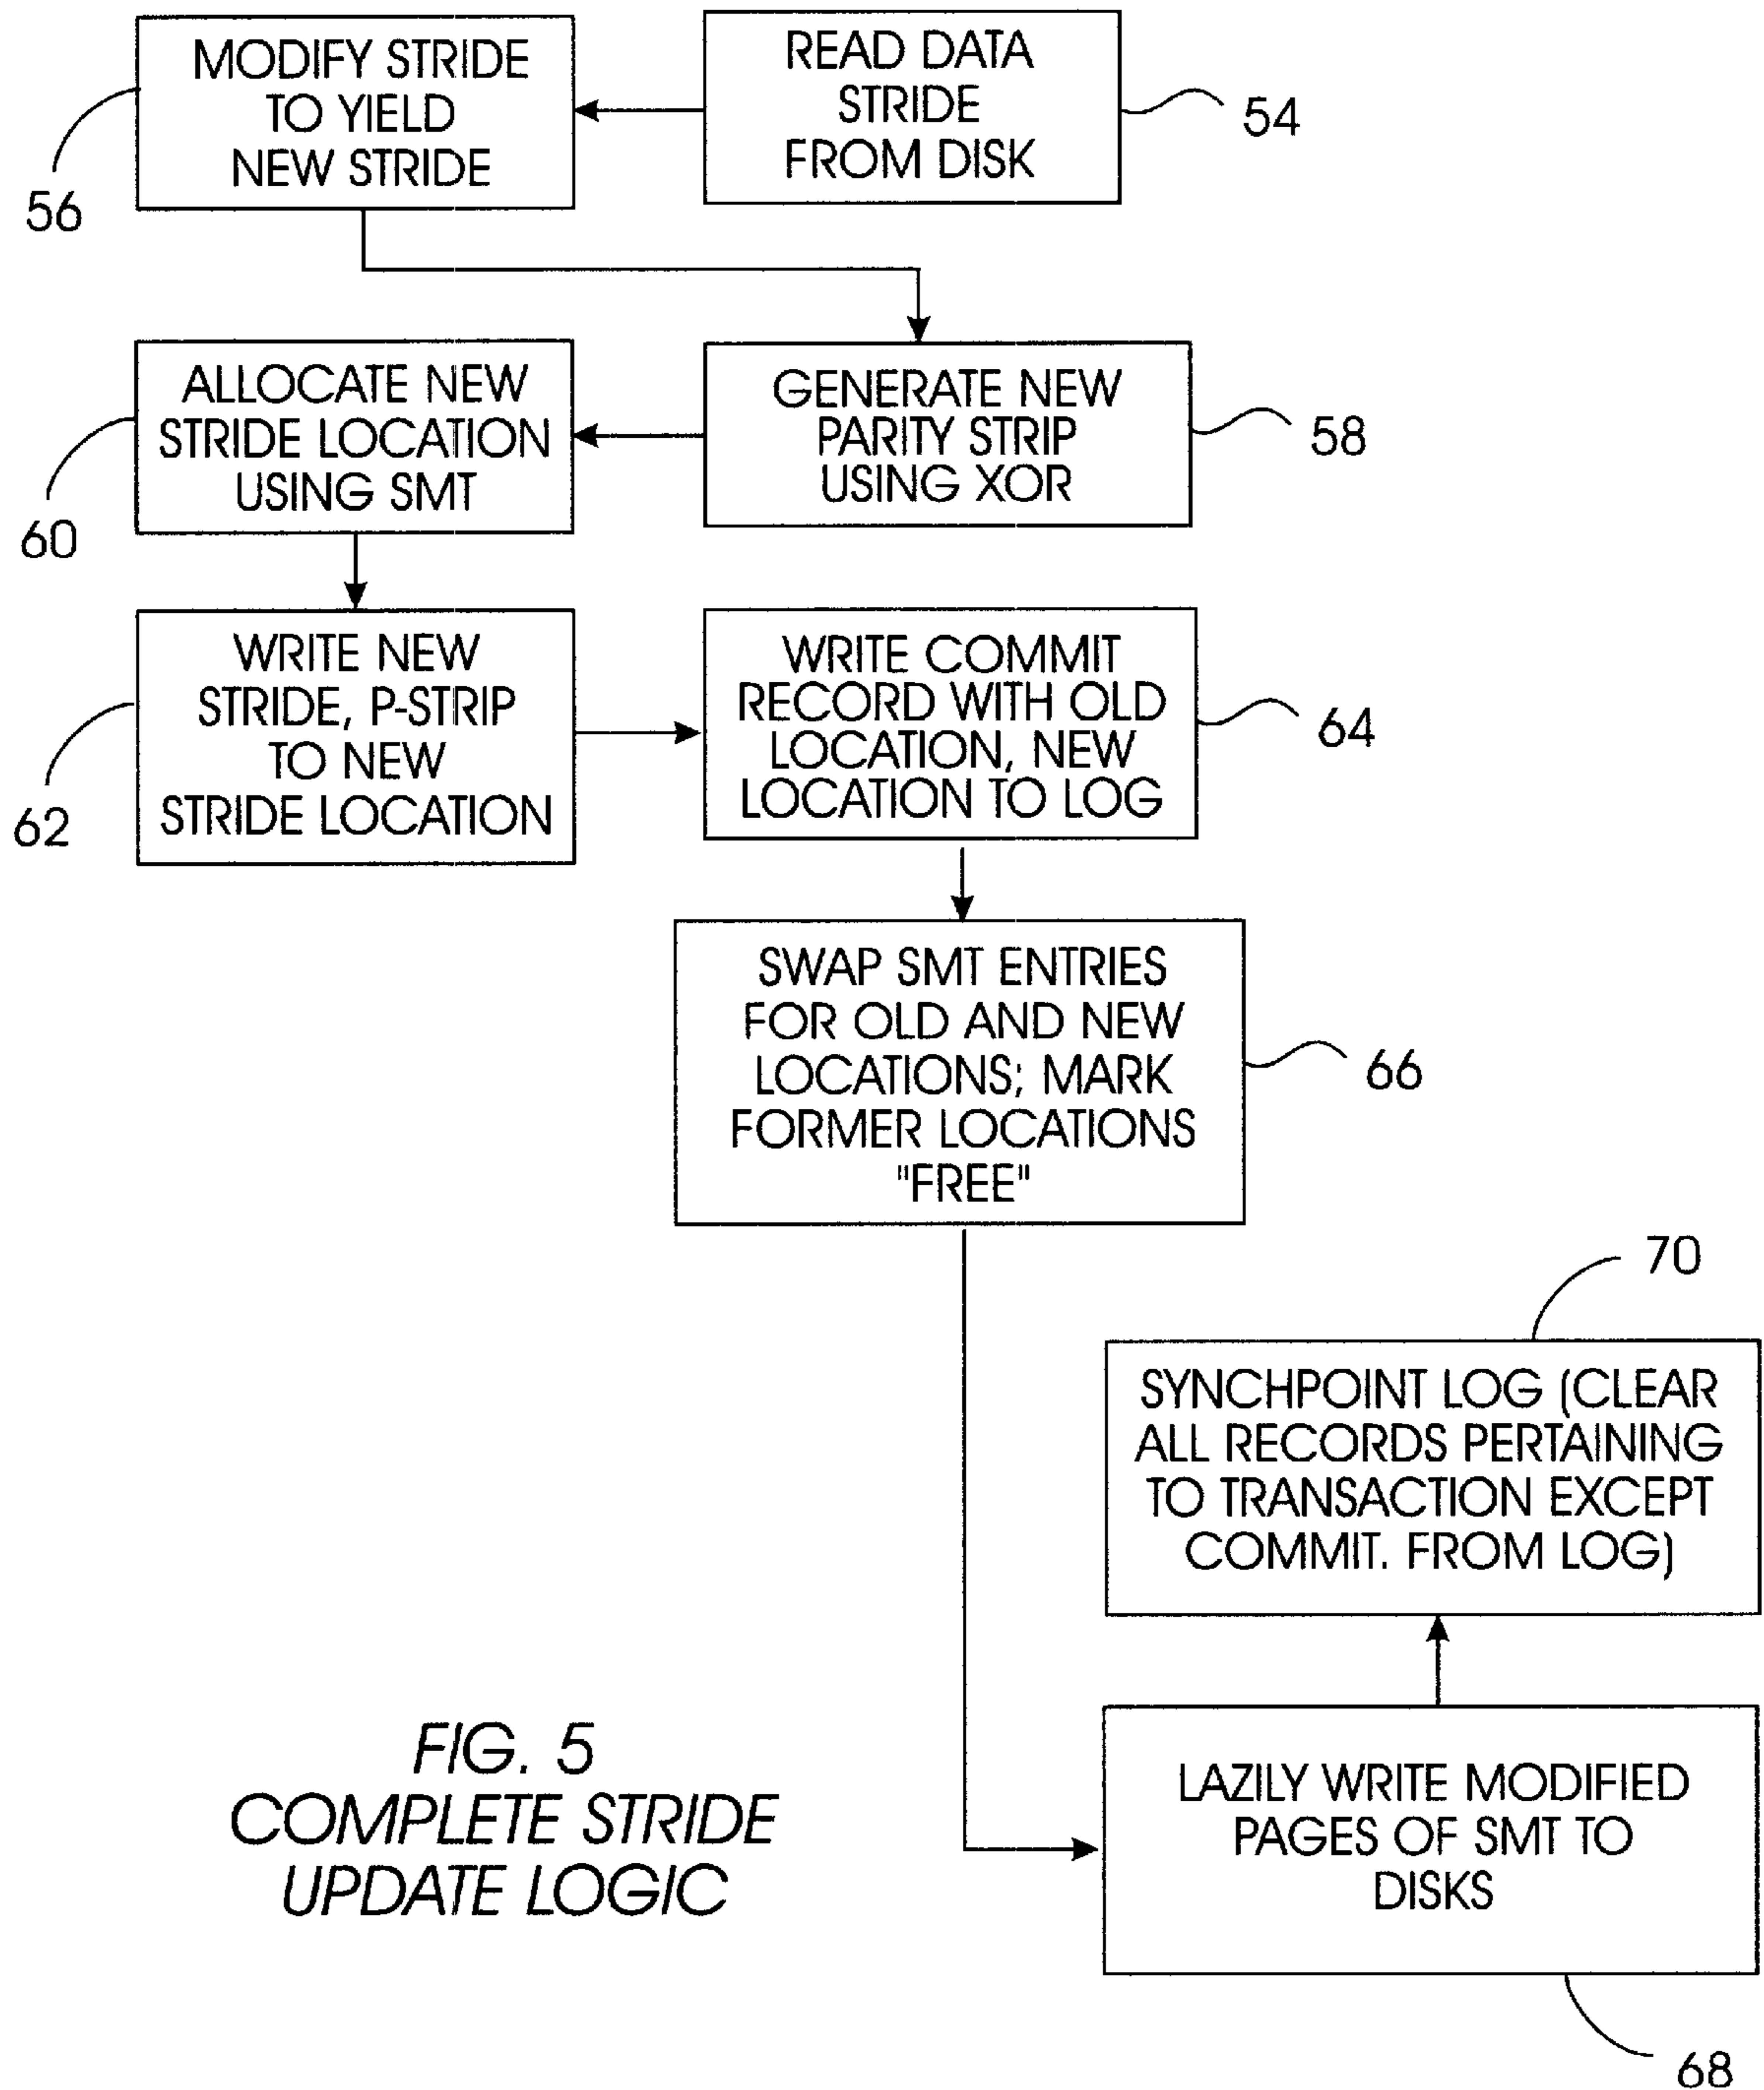 MODIFY STRIDE
TO YIELD
NEW STRIDE
56
READ DATA
STRIDE
FROM DISK
54
ALLOCATE NEW
STRIDE LOCATION
USING SMT
60
GENERATE NEW
PARITY STRIP
USING XOR
58
WRITE NEW
STRIDE, P-STRIP
TO NEW
STRIDE LOCATION
62
WRITE COMMIT
RECORD WITH OLD
LOCATION, NEW
LOCATION TO LOG
64
SWAP SMT ENTRIES
FOR OLD AND NEW
LOCATIONS; MARK
FORMER LOCATIONS
"FREE"
66
70
SYNCHPOINT LOG (CLEAR
ALL RECORDS PERTAINING
TO TRANSACTION EXCEPT
COMMIT. FROM LOG)
LAZILY WRITE MODIFIED
PAGES OF SMT TO
DISKS
68
FIG. 5
COMPLETE STRIDE
UPDATE LOGIC